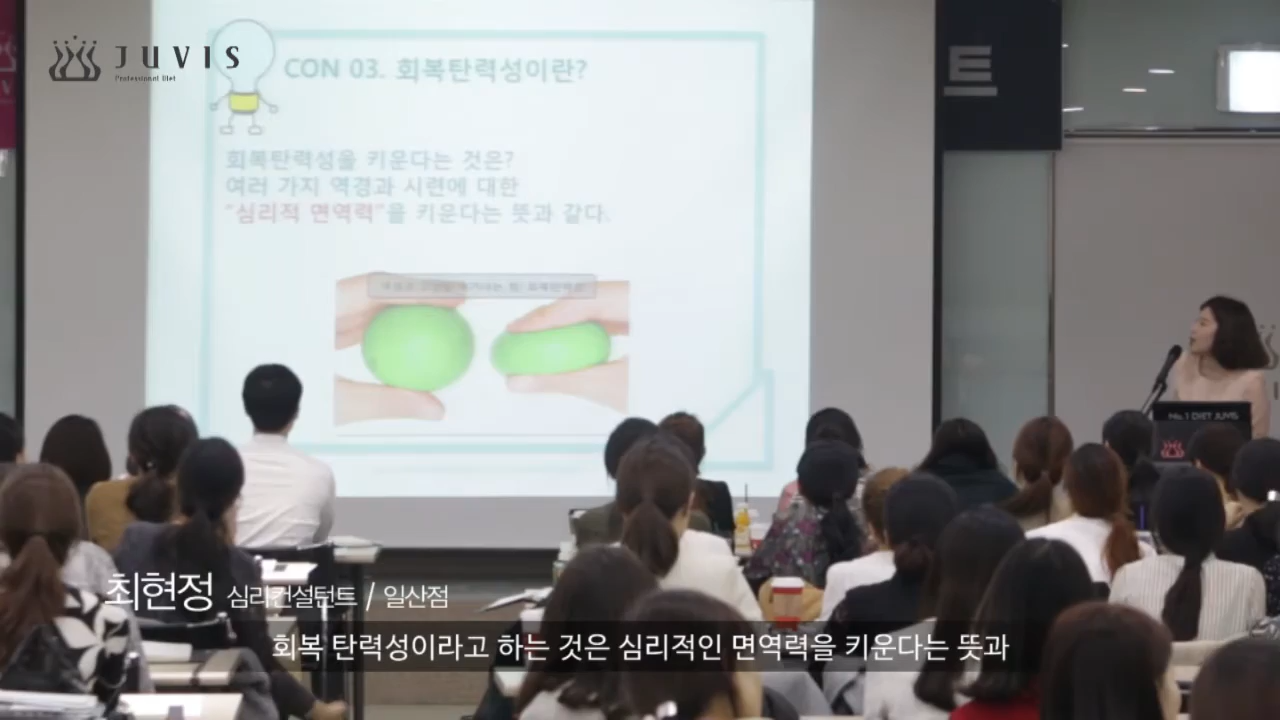 JUVIS
Professional Diet
CON 03. 회복탄력성이란?
회복탄력성을 키운다는 것은?
여러 가지 역경과 시련에 대한
"심리적 면역력"을 키운다는 뜻과 같다.
트
No.1 DIET JUVIS
최현정 심리컨설턴트 / 일산점
회복 탄력성이라고 하는 것은 심리적인 면역력을 키운다는 뜻과